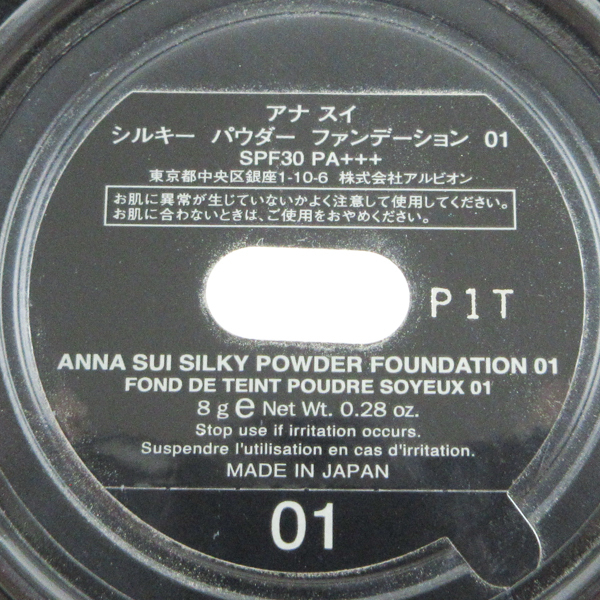 アナ スイ
シルキー パウダー ファンデーション 01
SPF30 PA+++
東京都中央区銀座1-10-6 株式会社アルビオン
お肌に異常が生じていないかよく注意して使用してください。
お肌に合わないときは、ご使用をおやめください。
P1T
ANNA SUI SILKY POWDER FOUNDATION 01
FOND DE TEINT POUDRE SOYEUX 01
8 g e Net Wt. 0.28 oz.
Stop use if irritation occurs.
Suspendre l'utilisation en cas d'irritation.
MADE IN JAPAN
01